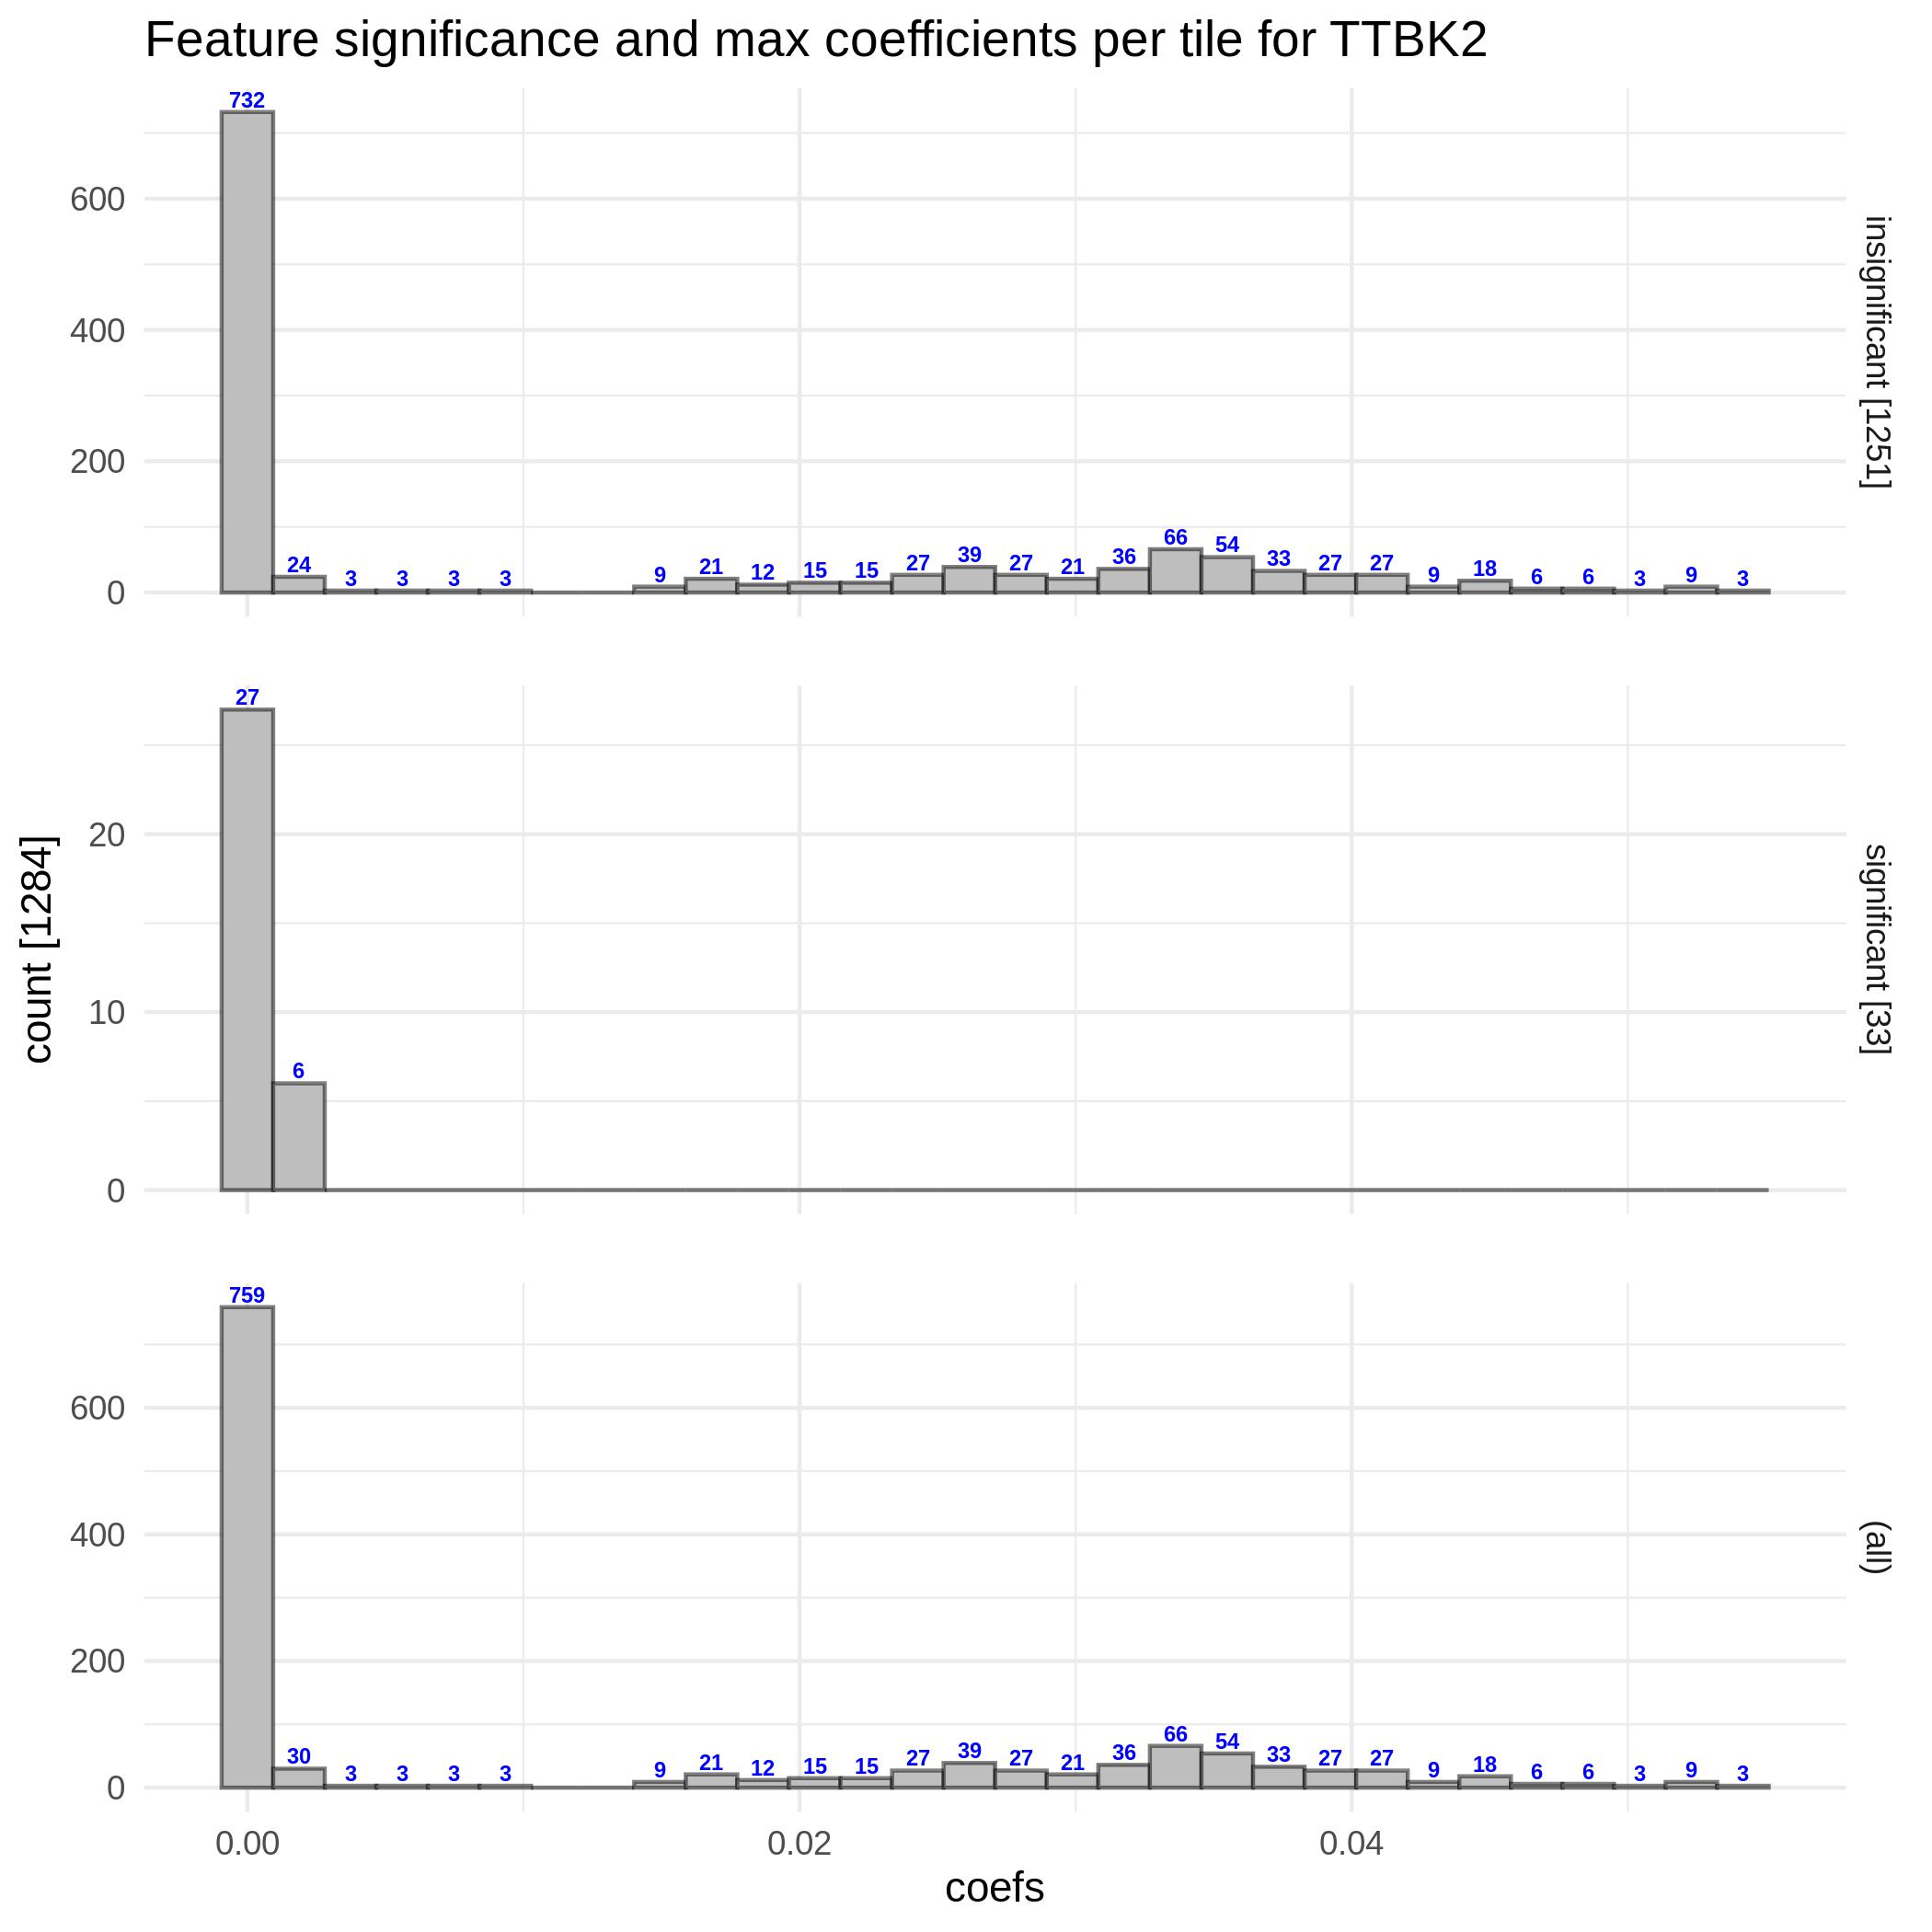 Feature significance and max coefficients per tile for TTBK2
count [1284]
732
24 3 3 3 3 9 21 12 15 15 27 39 27 21 36 66 54 33 27 27 9 18 6 6 3 9 3
600
400
200
0
insignificant [1251]
27
6
20
10
0
significant [33]
759
30 3 3 3 3 9 21 12 15 15 27 39 27 21 36 66 54 33 27 27 9 18 6 6 3 9 3
600
400
200
0
(all)
0.00 0.02 0.04
coefs